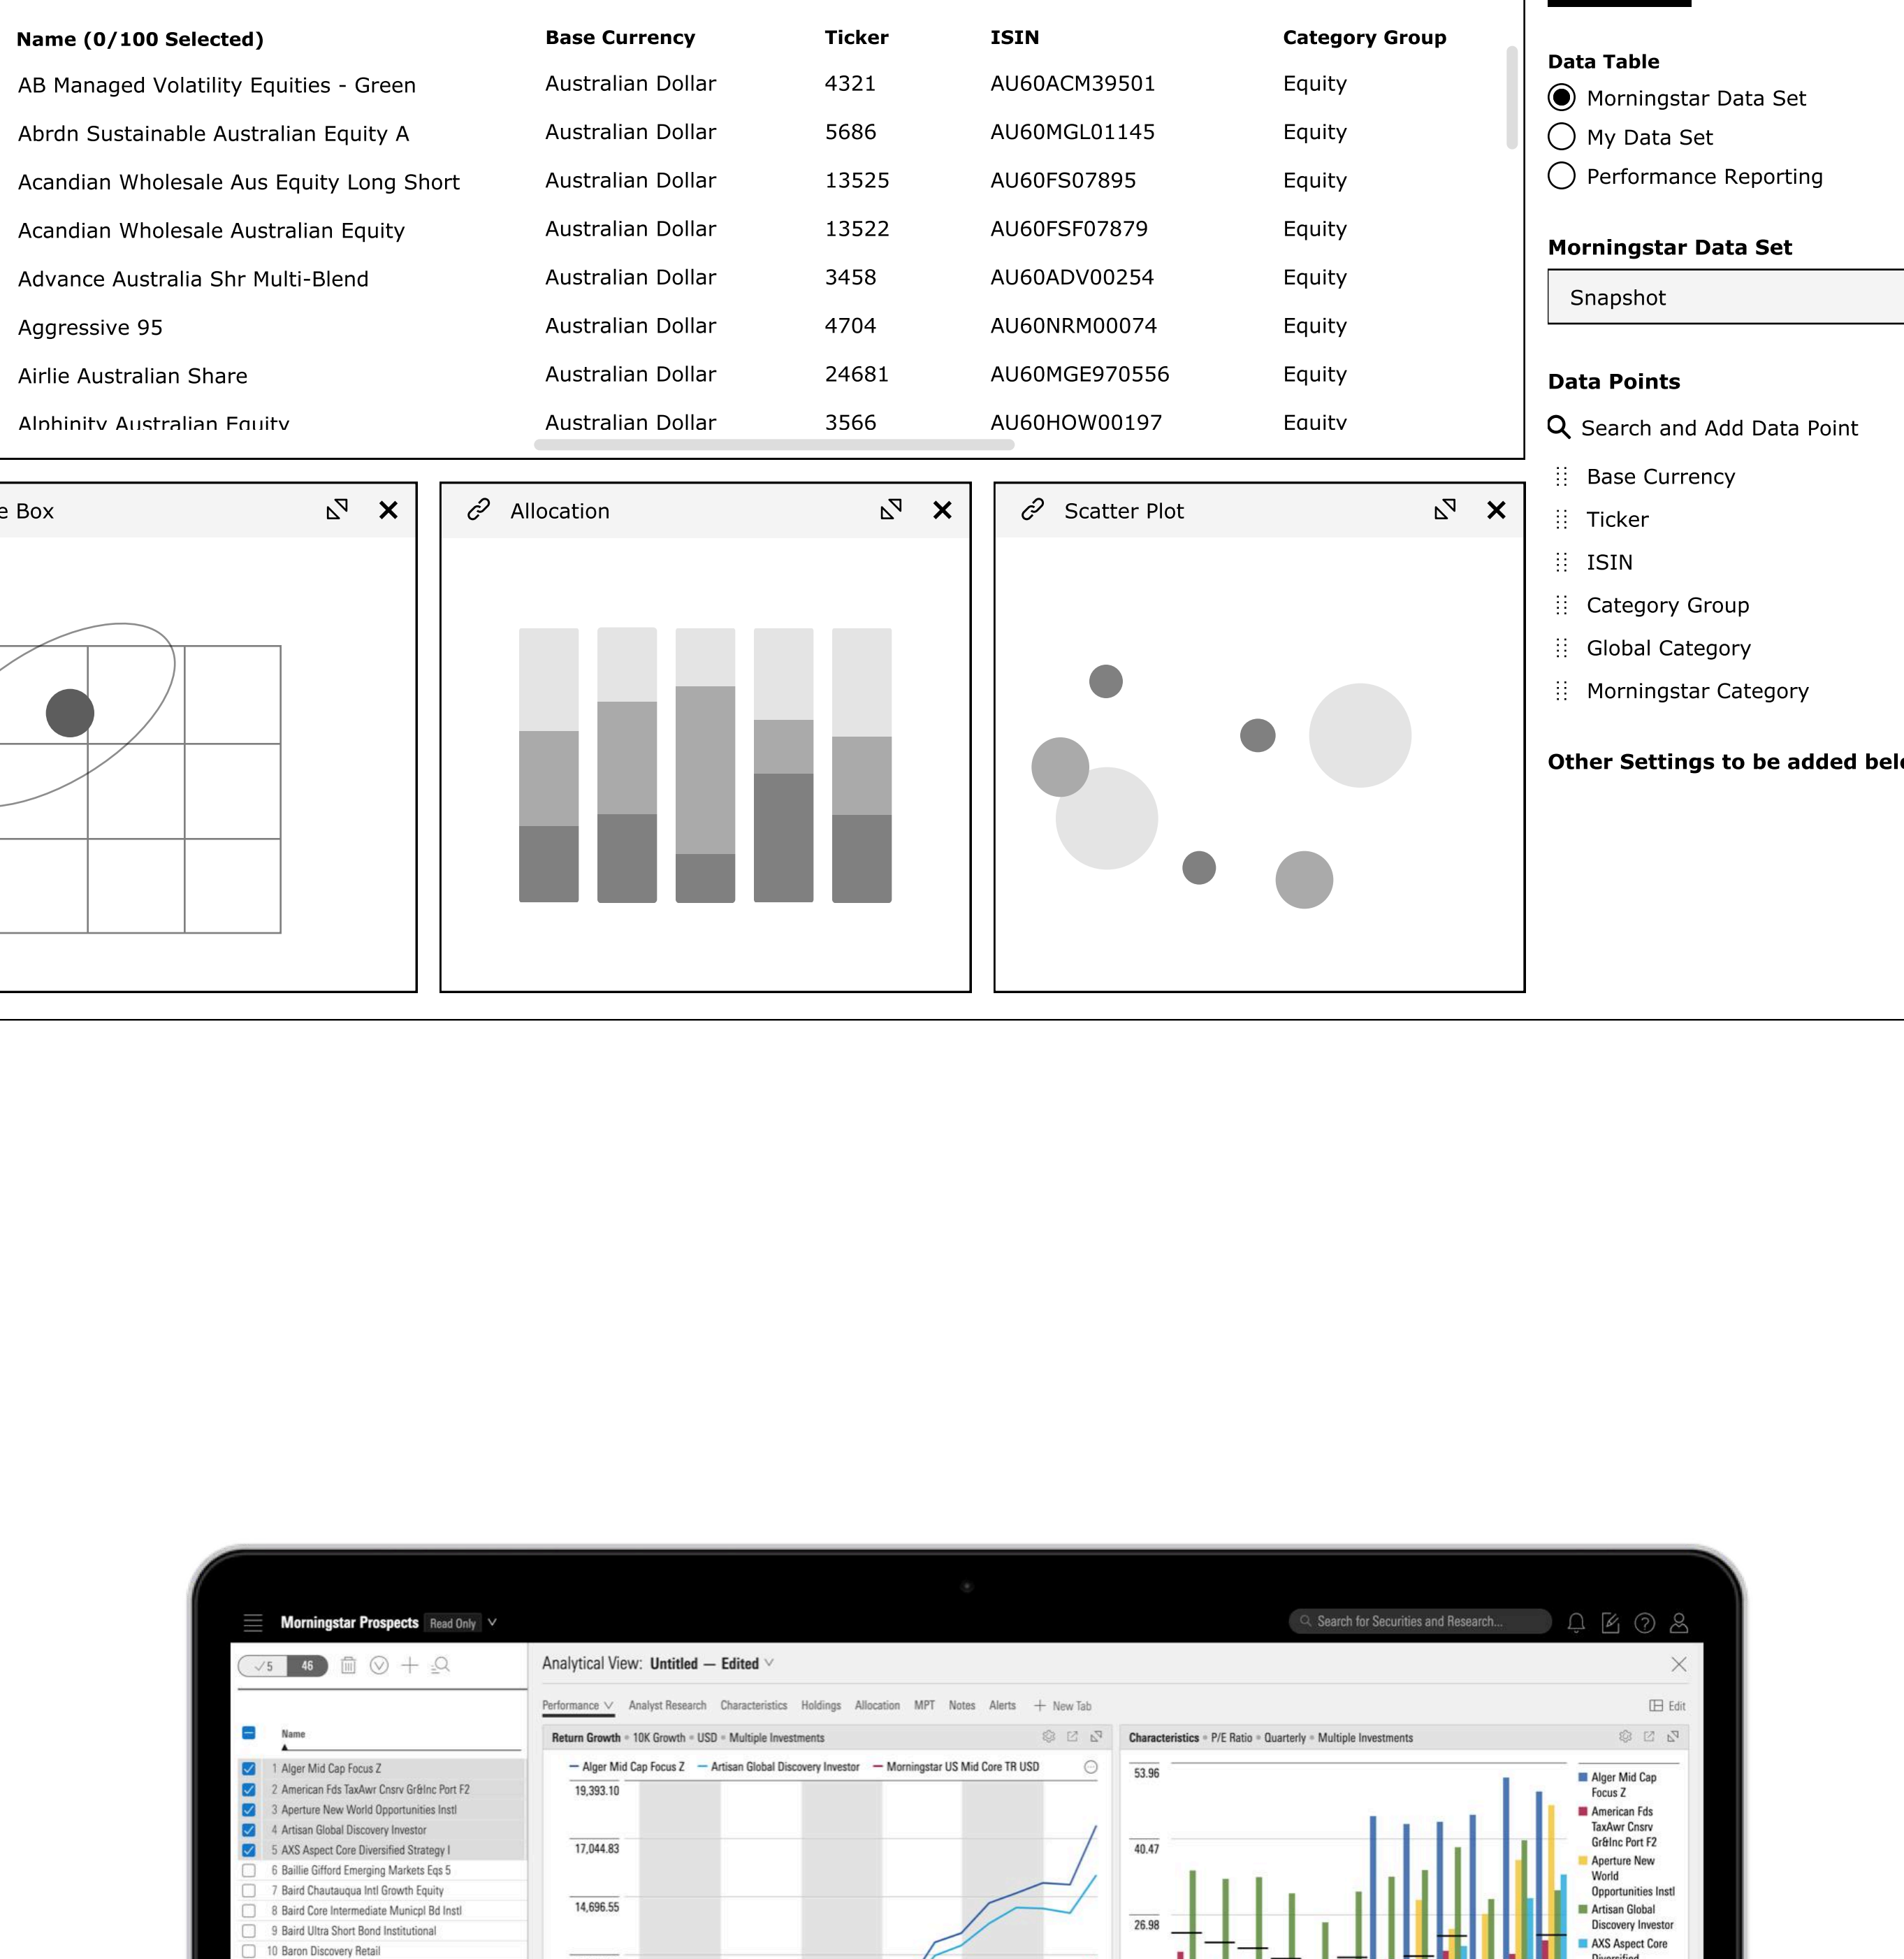 Name (0/100 Selected) Base Currency Ticker ISIN Category Group
AB Managed Volatility Equities - Green Australian Dollar 4321 AU60ACM39501 Equity
Abrdn Sustainable Australian Equity A Australian Dollar 5686 AU60MGL01145 Equity
Acandian Wholesale Aus Equity Long Short Australian Dollar 13525 AU60FS07895 Equity
Acandian Wholesale Australian Equity Australian Dollar 13522 AU60FSF07879 Equity
Advance Australia Shr Multi-Blend Australian Dollar 3458 AU60ADV00254 Equity
Aggressive 95 Australian Dollar 4704 AU60NRM00074 Equity
Airlie Australian Share Australian Dollar 24681 AU60MGE970556 Equity
Alphinity Australian Equity Australian Dollar 3566 AU60HOW00197 Equity
Data Table
Morningstar Data Set
My Data Set
Performance Reporting
Morningstar Data Set
Snapshot
Data Points
Search and Add Data Point
Base Currency
Ticker
ISIN
Category Group
Global Category
Morningstar Category
Other Settings to be added
e Box
Allocation
Scatter Plot
Morningstar Prospects Read Only
Search for Securities and Research...
5 46
Name
1 Alger Mid Cap Focus Z
2 American Fds TaxAwr Cnsrv Gr&Inc Port F2
3 Aperture New World Opportunities Instl
4 Artisan Global Discovery Investor
5 AXS Aspect Core Diversified Strategy I
6 Baillie Gifford Emerging Markets Eqs 5
7 Baird Chautauqua Intl Growth Equity
8 Baird Core Intermediate Municpl Bd Instl
9 Baird Ultra Short Bond Institutional
10 Baron Discovery Retail
Analytical View: Untitled — Edited
Performance Analyst Research Characteristics Holdings Allocation MPT Notes Alerts New Tab Edit
Return Growth • 10K Growth • USD • Multiple Investments
Alger Mid Cap Focus Z Artisan Global Discovery Investor Morningstar US Mid Core TR USD
19,393.10
17,044.83
14,696.55
Characteristics • P/E Ratio • Quarterly • Multiple Investments
53.96
40.47
26.98
Alger Mid Cap
Focus Z
American Fds
TaxAwr Cnsrv
Gr&Inc Port F2
Aperture New
World
Opportunities Instl
Artisan Global
Discovery Investor
AXS Aspect Core